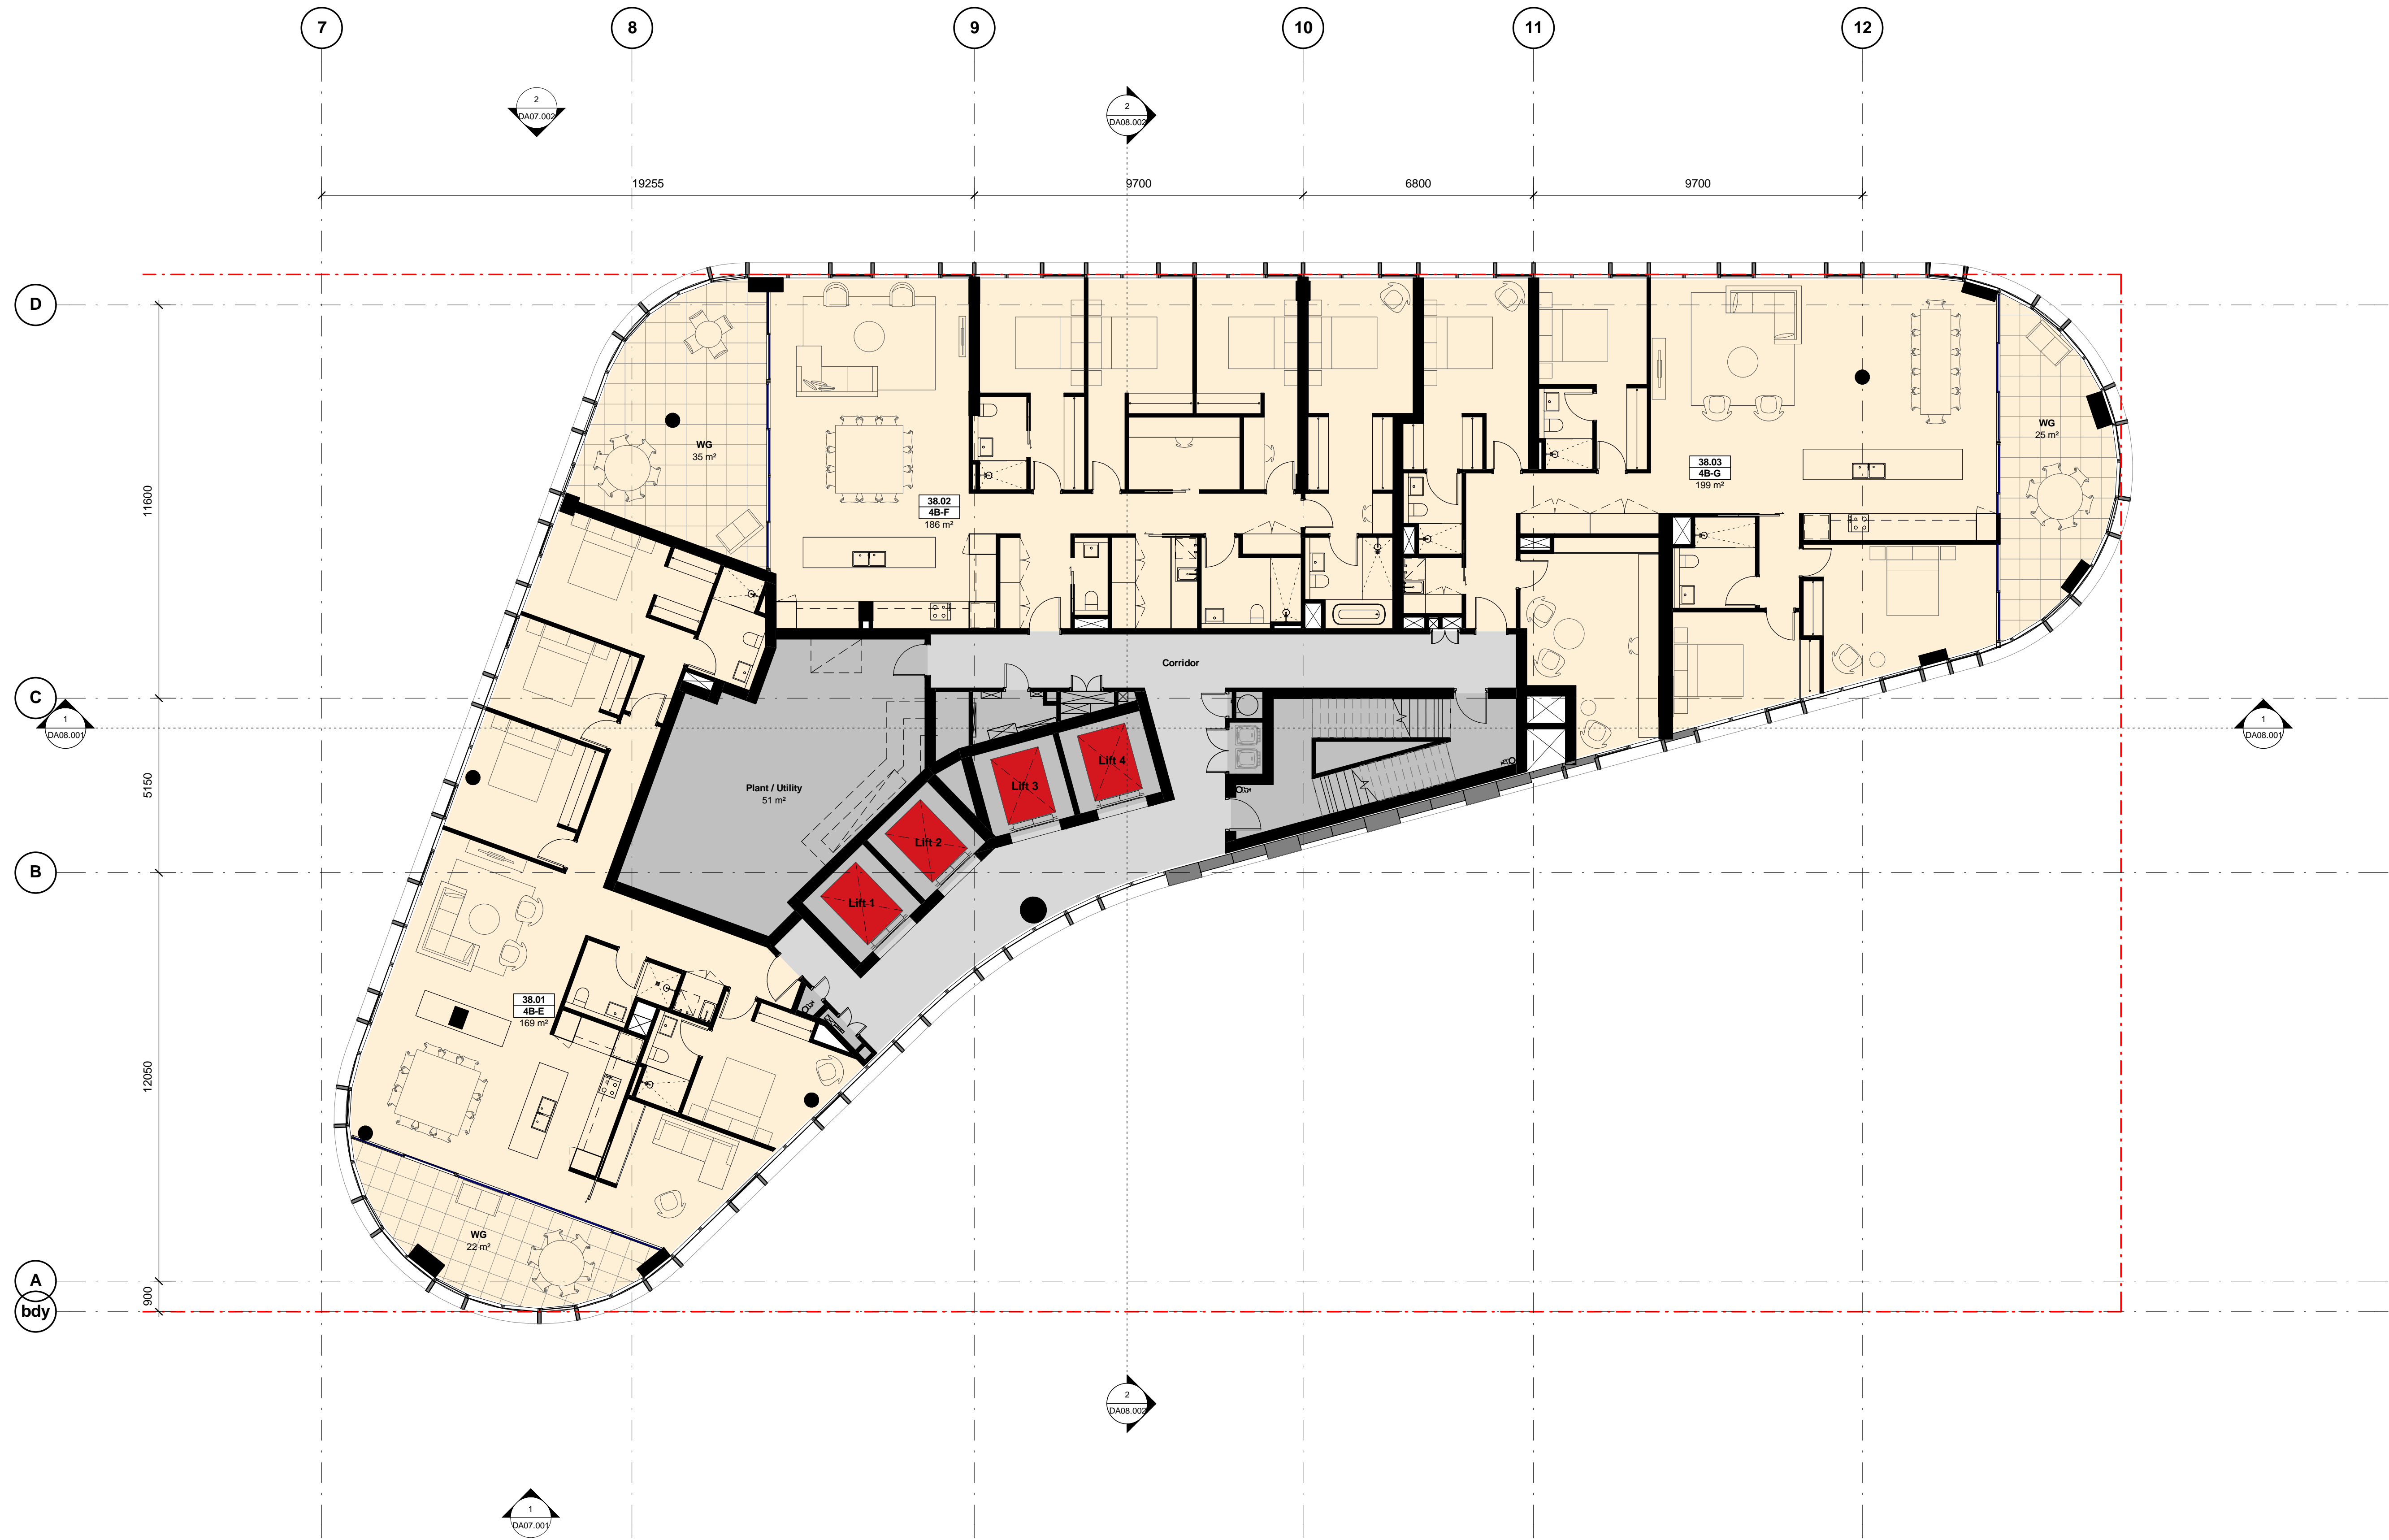 7
8
9
10
11
12
2
DA07.002
2
DA08.002
19255
9700
6800
9700
D
11600
WG
35 m²
38.02
4B-F
186 m²
38.03
4B-G
199 m²
WG
25 m²
Corridor
C
1
DA08.001
1
DA08.001
5150
Plant / Utility
51 m²
Lift 4
Lift 3
Lift 2
Lift 1
B
38.01
4B-E
169 m²
12050
WG
22 m²
A
900
bdy
2
DA08.002
1
DA07.001